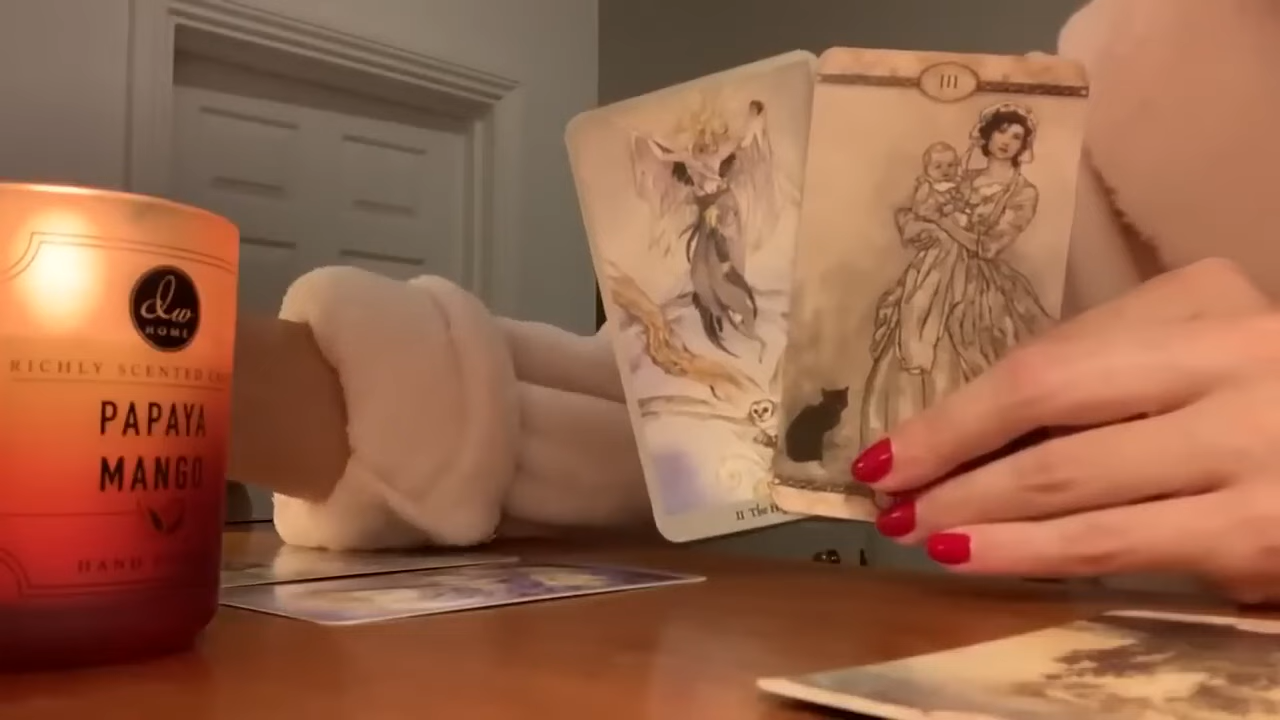 dw
HOME
RICHLY SCENTED
PAPAYA
MANGO
HAND
III
II The